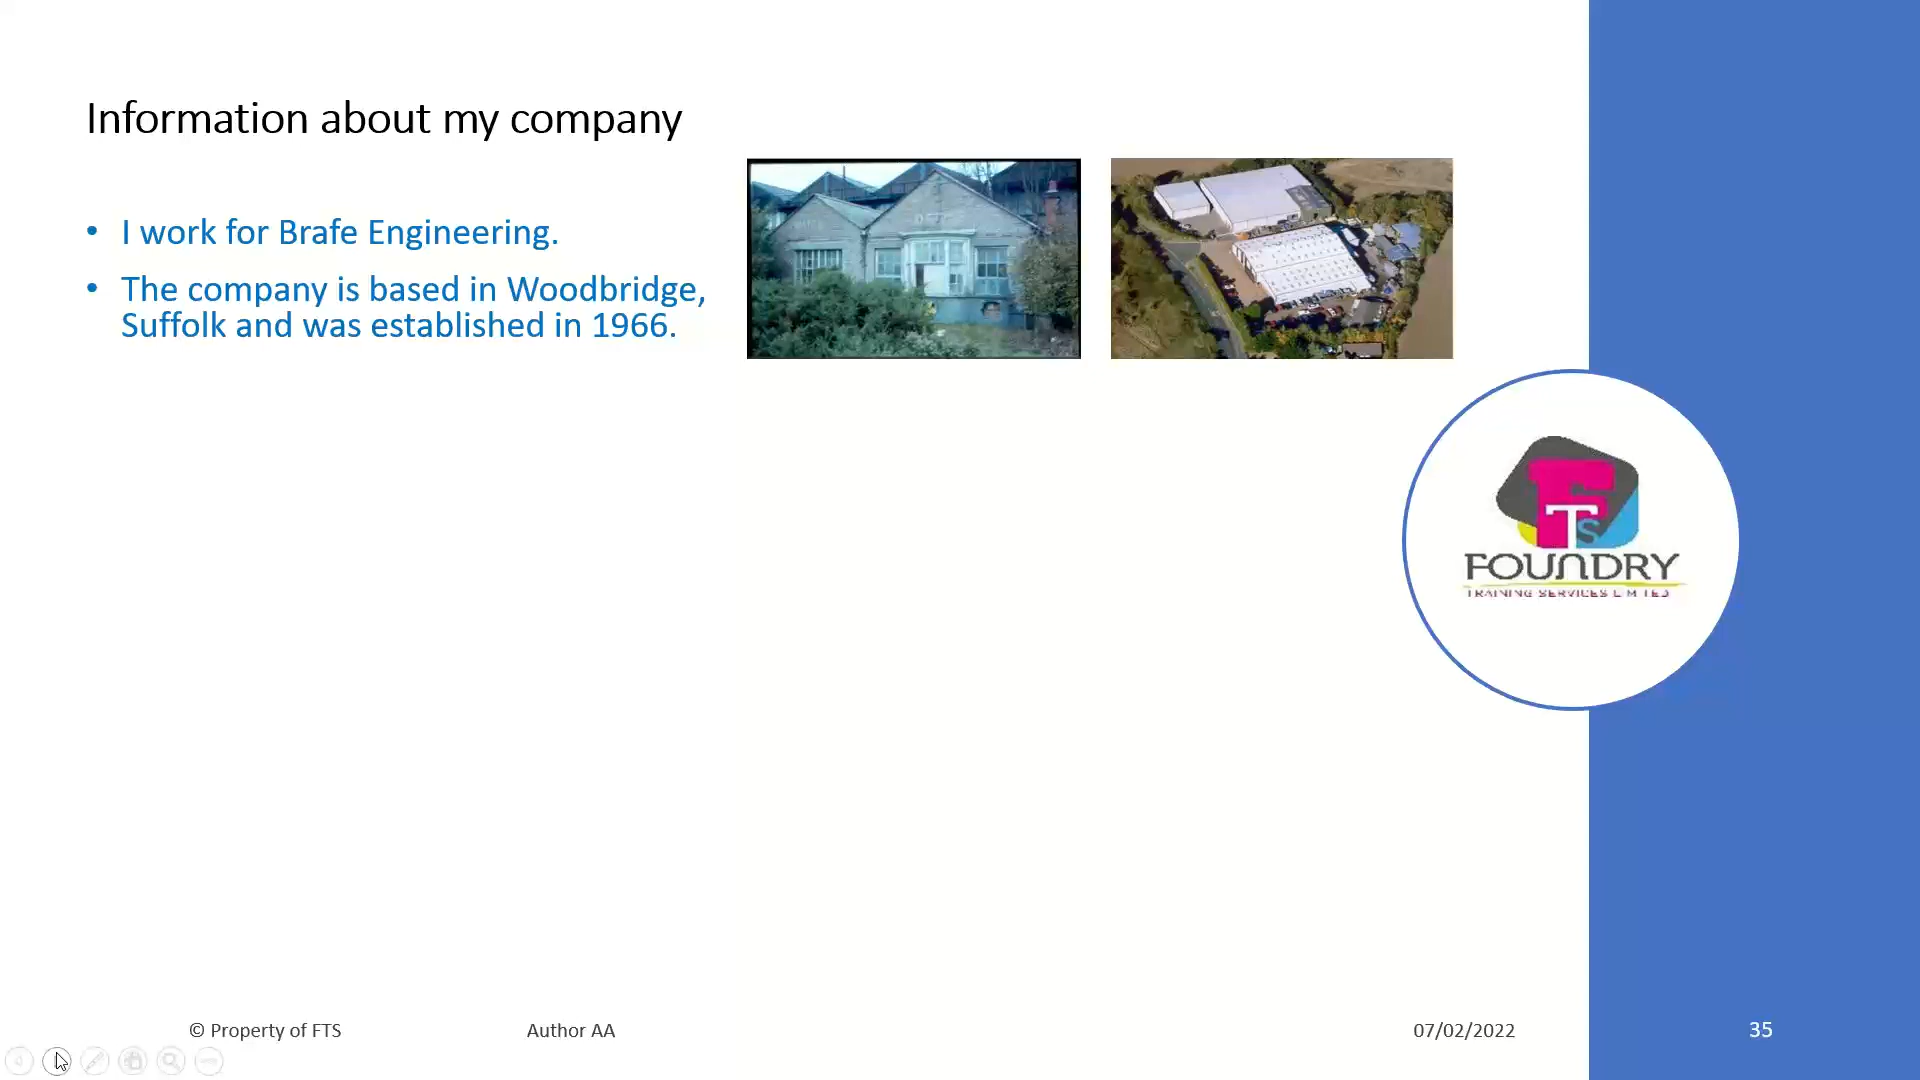 Information about my company
• I work for Brafe Engineering.
• The company is based in Woodbridge,
Suffolk and was established in 1966.
FTS
FOUNDRY
TRAINING SERVICES LIMITED
© Property of FTS
Author AA
07/02/2022
35